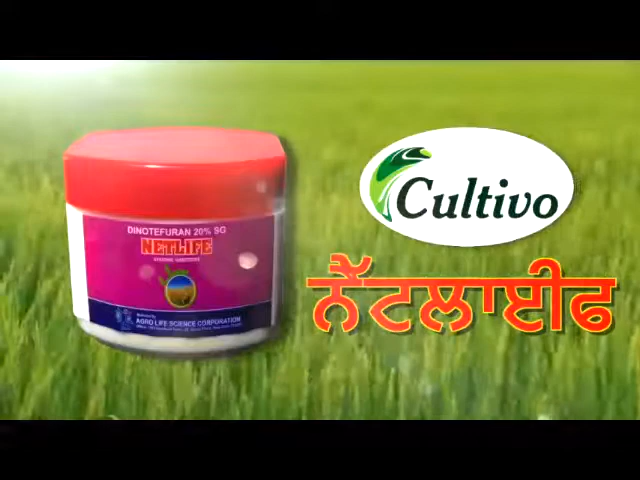 DINOTEFURAN 20% SG
NETLIFE
AGRO LIFE SCIENCE CORPORATION
Cultivo
ਨੈੱਟਲਾਈਫ